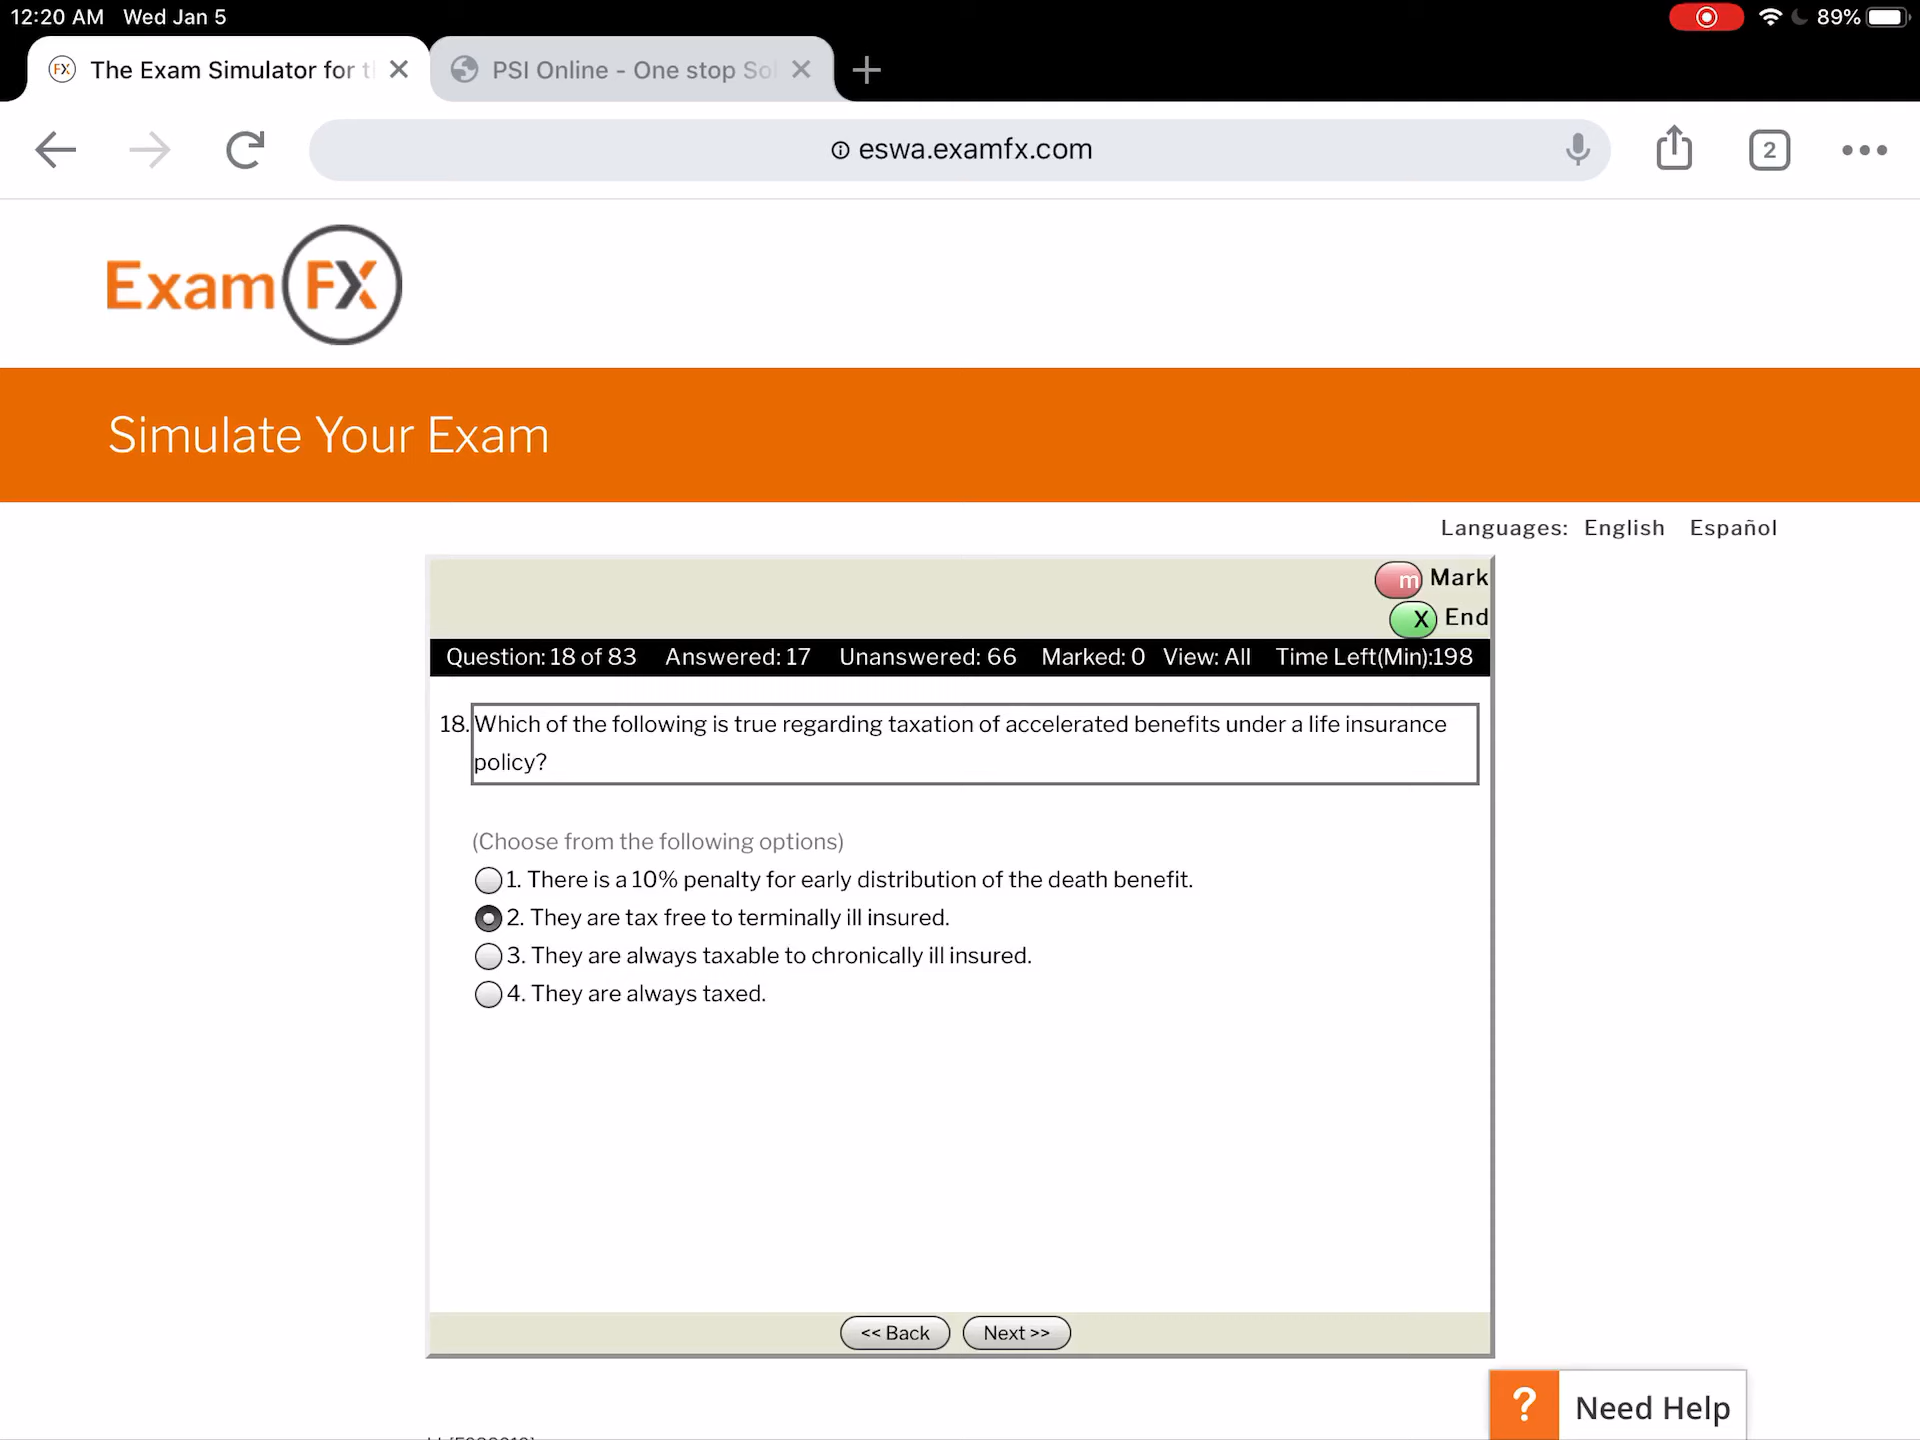 12:20 AM Wed Jan 5
89%
The Exam Simulator for t
PSI Online - One stop Sol
eswa.examfx.com
2
Exam FX
Simulate Your Exam
Languages: English Español
m Mark
X End
Question: 18 of 83 Answered: 17 Unanswered: 66 Marked: 0 View: All Time Left(Min):198
18. Which of the following is true regarding taxation of accelerated benefits under a life insurance
policy?
(Choose from the following options)
1. There is a 10% penalty for early distribution of the death benefit.
2. They are tax free to terminally ill insured.
3. They are always taxable to chronically ill insured.
4. They are always taxed.
<< Back Next >>
? Need Help